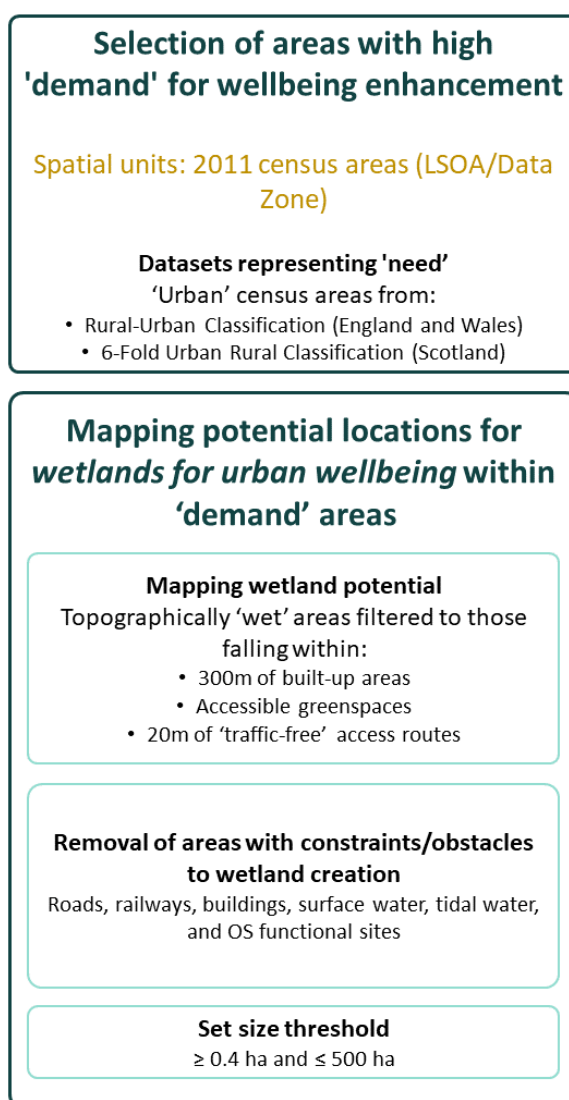 Selection of areas with high
'demand' for wellbeing enhancement
Spatial units: 2011 census areas (LSOA/Data
Zone)
Datasets representing 'need’
‘Urban’ census areas from:
• Rural-Urban Classification (England and Wales)
• 6-Fold Urban Rural Classification (Scotland)
Mapping potential locations for
wetlands for urban wellbeing within
‘demand’ areas
Mapping wetland potential
Topographically ‘wet’ areas filtered to those
falling within:
• 300m of built-up areas
• Accessible greenspaces
• 20m of ‘traffic-free’ access routes
Removal of areas with constraints/obstacles
to wetland creation
Roads, railways, buildings, surface water, tidal water,
and OS functional sites
Set size threshold
≥ 0.4 ha and ≤ 500 ha